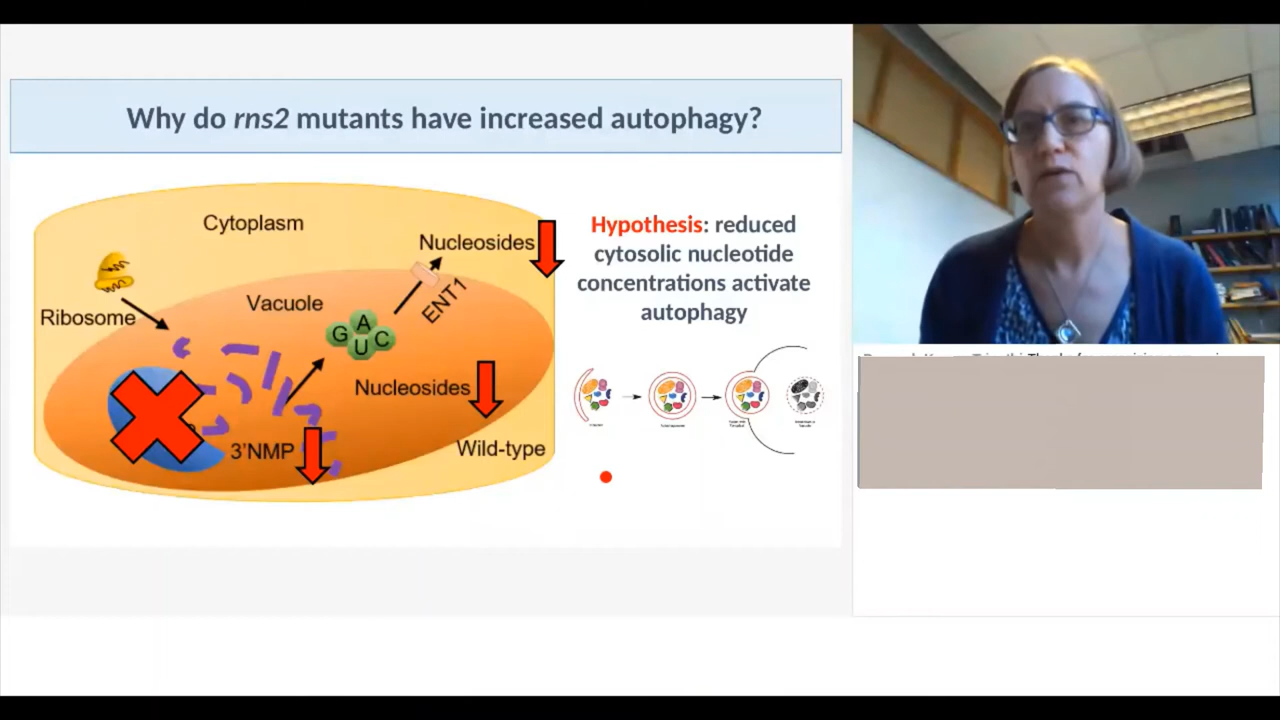 Why do rns2 mutants have increased autophagy?
Cytoplasm
Nucleosides
Ribosome
Vacuole
ENT1
G A C U
Nucleosides
3'NMP
Wild-type
Hypothesis: reduced
cytosolic nucleotide
concentrations activate
autophagy